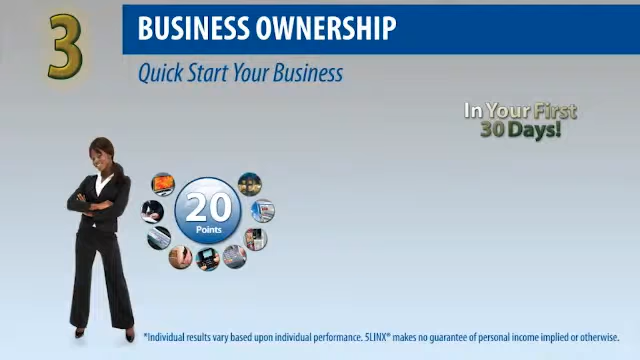 3
BUSINESS OWNERSHIP
Quick Start Your Business
In Your First
30 Days!
20
Points
*Individual results vary based upon individual performance. 5LINX® makes no guarantee of personal income implied or otherwise.